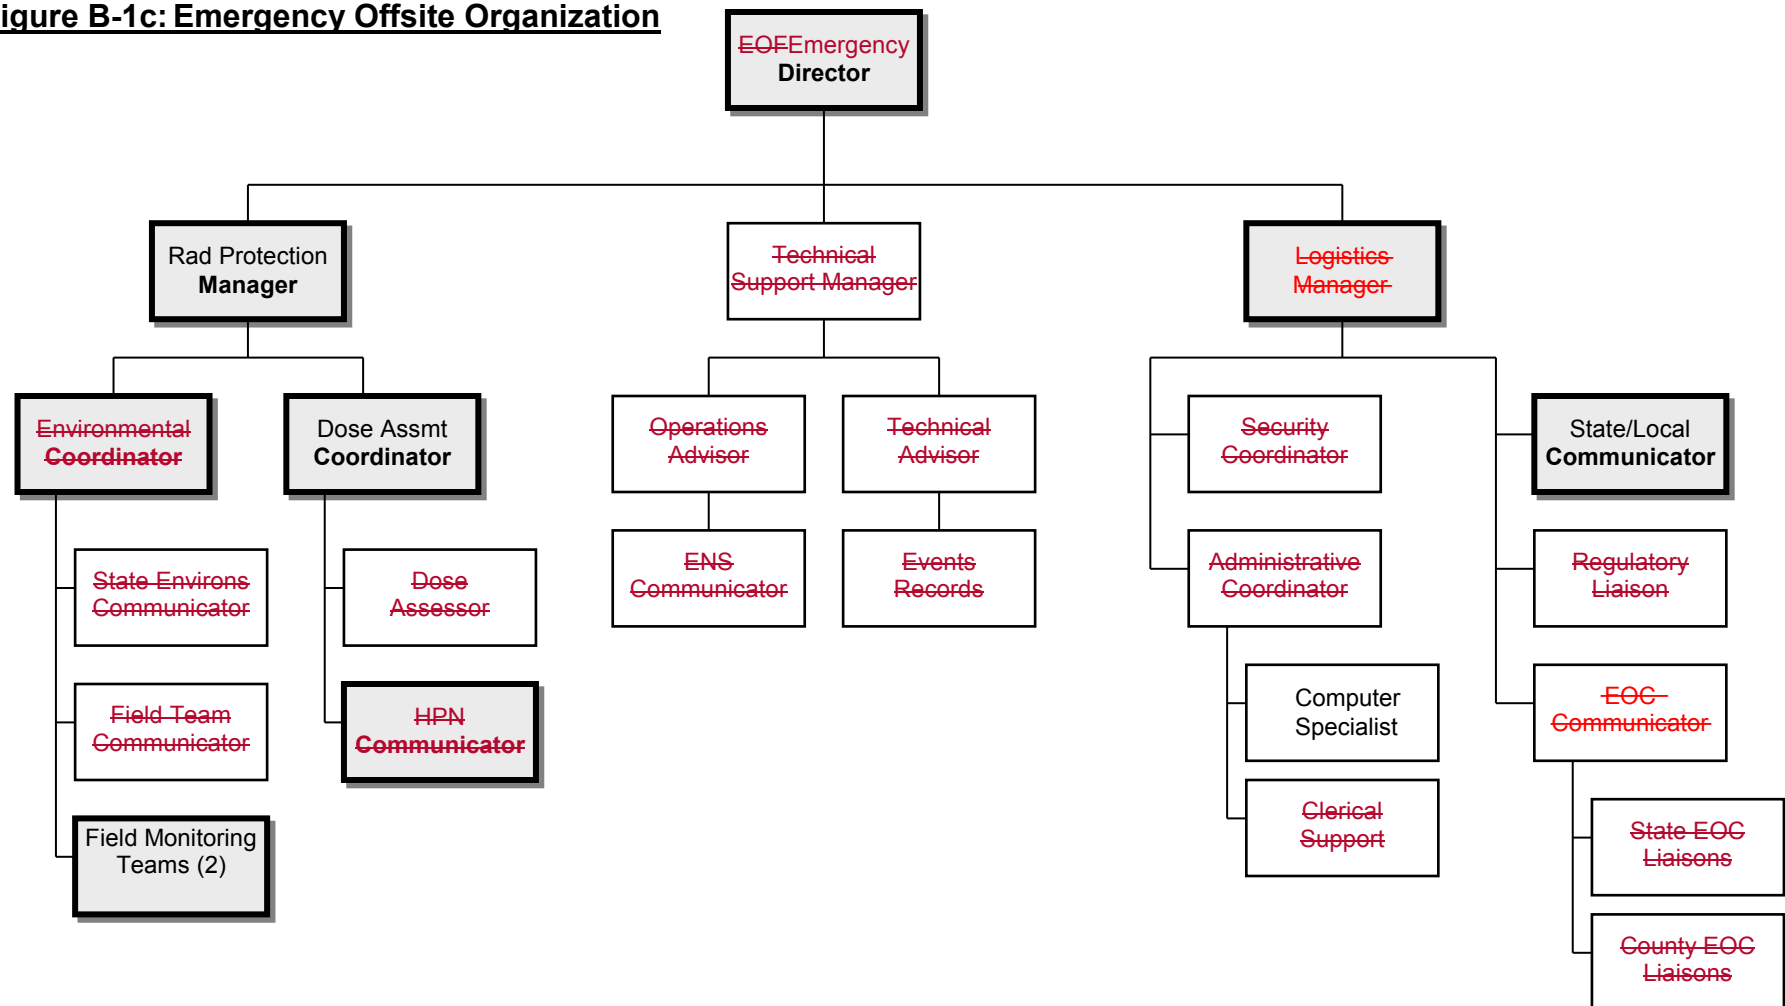 igure B-1c: Emergency Offsite Organization
EOFEmergency
Director
Rad Protection
Manager
Technical
Support Manager
Logistics
Manager
Environmental
Coordinator
Dose Assmt
Coordinator
Operations
Advisor
Technical
Advisor
Security
Coordinator
State/Local
Communicator
State Environs
Communicator
Dose
Assessor
ENS
Communicator
Events
Records
Administrative
Coordinator
Regulatory
Liaison
Field Team
Communicator
HPN
Communicator
Computer
Specialist
EOC
Communicator
Field Monitoring
Teams (2)
Clerical
Support
State EOC
Liaisons
County EOC
Liaisons